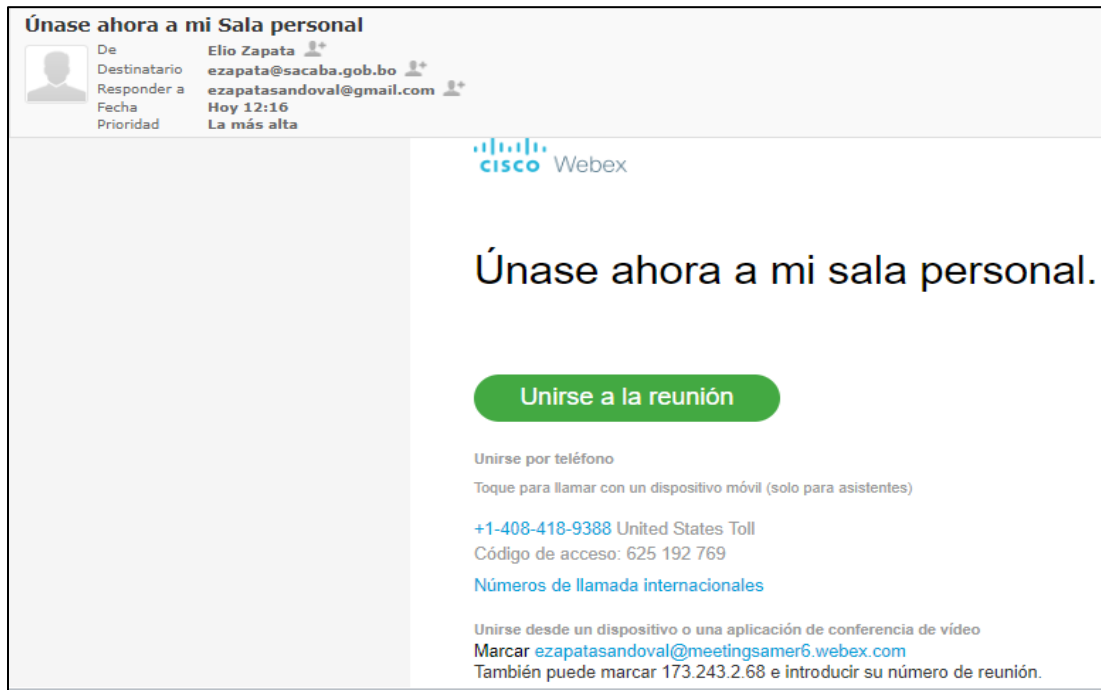 Únase ahora a mi Sala personal
De Elio Zapata
Destinatario ezapata@sacaba.gob.bo
Responder a ezapatasandoval@gmail.com
Fecha Hoy 12:16
Prioridad La más alta
CISCO Webex
Únase ahora a mi sala personal.
Unirse a la reunión
Unirse por teléfono
Toque para llamar con un dispositivo móvil (solo para asistentes)
+1-408-418-9388 United States Toll
Código de acceso: 625 192 769
Números de llamada internacionales
Unirse desde un dispositivo o una aplicación de conferencia de vídeo
Marcar ezapatasandoval@meetingsamer6.webex.com
También puede marcar 173.243.2.68 e introducir su número de reunión.